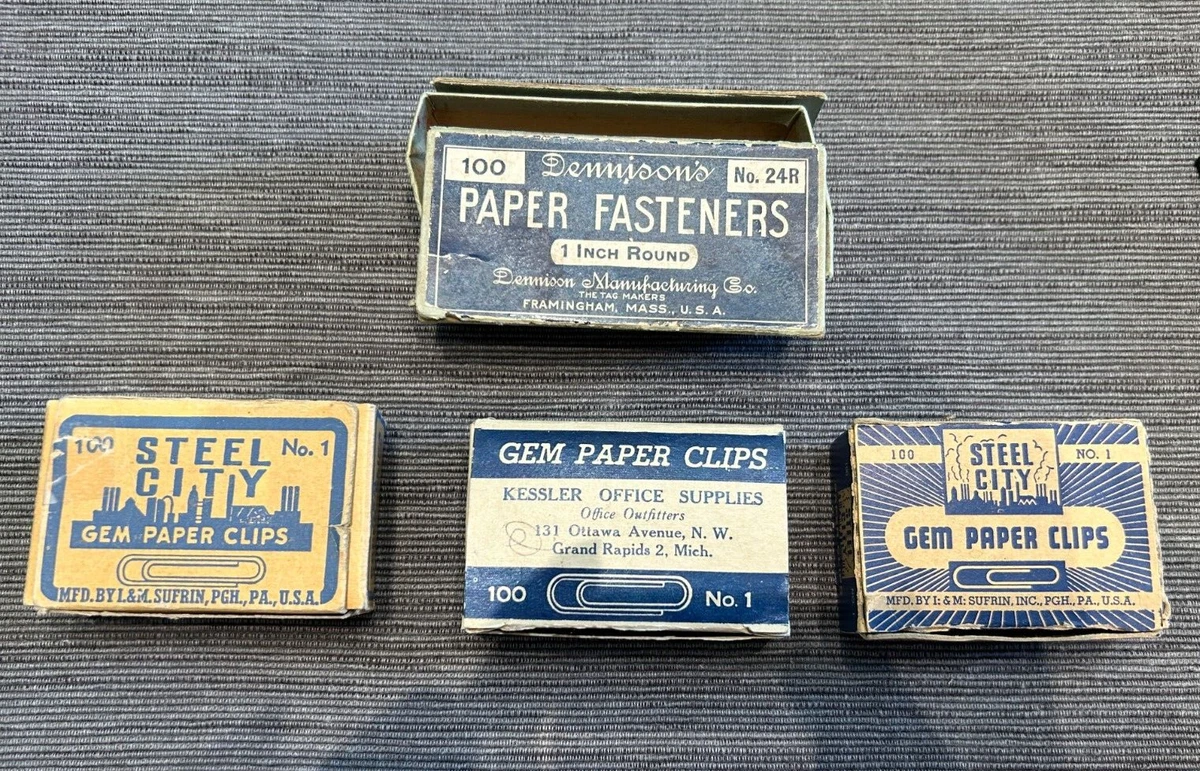 100 Dennison's No. 24R
PAPER FASTENERS
1 INCH ROUND
Dennison Manufacturing Co.
THE TAG MAKERS
FRAMINGHAM, MASS., U. S. A.
100 STEEL No. 1
CITY
GEM PAPER CLIPS
MFD. BY I. & M. SUFRIN, PGH., PA., U.S.A.
GEM PAPER CLIPS
KESSLER OFFICE SUPPLIES
Office Outfitters
131 Ottawa Avenue, N. W.
Grand Rapids 2, Mich.
100 No. 1
100 STEEL NO. 1
CITY
GEM PAPER CLIPS
MFD. BY I. & M. SUFRIN, INC., PGH., PA., U.S.A.